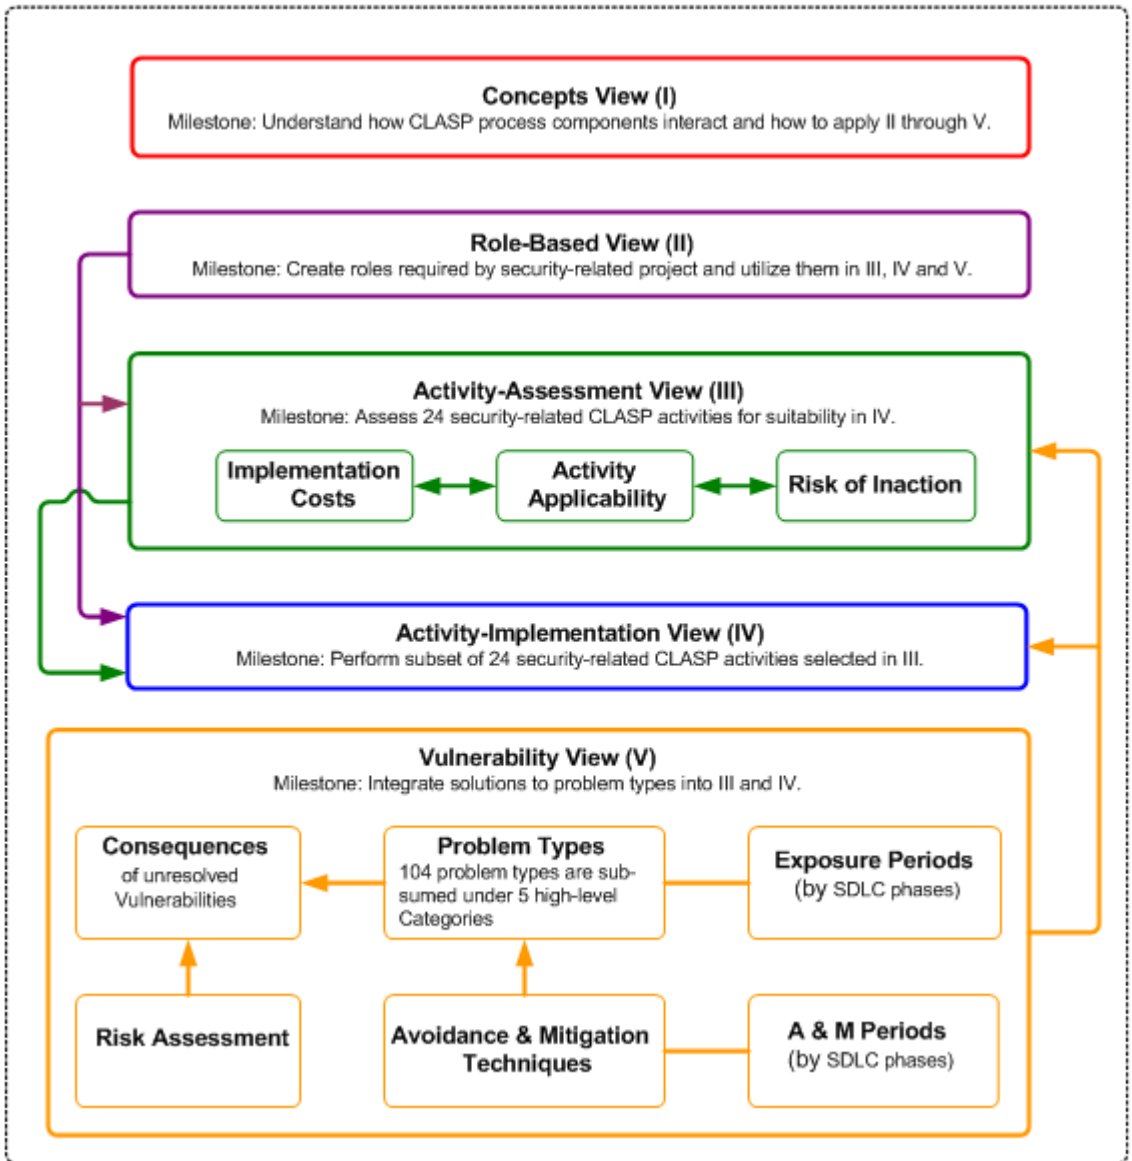 Concepts View (I)
Milestone: Understand how CLASP process components interact and how to apply II through V.
Role-Based View (II)
Milestone: Create roles required by security-related project and utilize them in III, IV and V.
Activity-Assessment View (III)
Milestone: Assess 24 security-related CLASP activities for suitability in IV.
Implementation
Costs
Activity
Applicability
Risk of Inaction
Activity-Implementation View (IV)
Milestone: Perform subset of 24 security-related CLASP activities selected in III.
Vulnerability View (V)
Milestone: Integrate solutions to problem types into III and IV.
Consequences
of unresolved
Vulnerabilities
Problem Types
104 problem types are sub-
sumed under 5 high-level
Categories
Exposure Periods
(by SDLC phases)
Risk Assessment
Avoidance & Mitigation
Techniques
A & M Periods
(by SDLC phases)